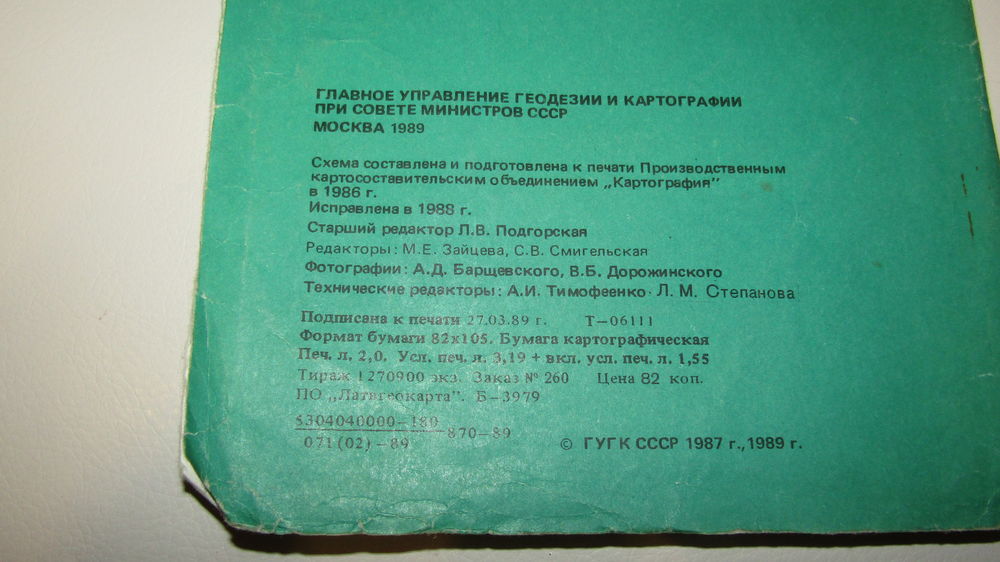 ГЛАВНОЕ УПРАВЛЕНИЕ ГЕОДЕЗИИ И КАРТОГРАФИИ
ПРИ СОВЕТЕ МИНИСТРОВ СССР
МОСКВА 1989
Схема составлена и подготовлена к печати Производственным
картосоставительским объединением „Картография"
в 1986 г.
Исправлена в 1988 г.
Старший редактор Л.В. Подгорская
Редакторы: М.Е. Зайцева, С.В. Смигельская
Фотографии: А.Д. Барщевского, В.Б. Дорожинского
Технические редакторы: А.И. Тимофеенко· Л. М. Степанова
Подписана к печати 27.03.89 г. Т—06111
Формат бумаги 82х105. Бумага картографическая
Печ. л. 2,0. Усл. печ. л. 3,19 + вкл. усл. печ. л. 1,55
Тираж 1270900 экз. Заказ № 260 Цена 82 коп.
ПО „Латвгеокарта". Б—3979
5304040000—180
071(02)—89
870—89
© ГУГК СССР 1987 г., 1989 г.